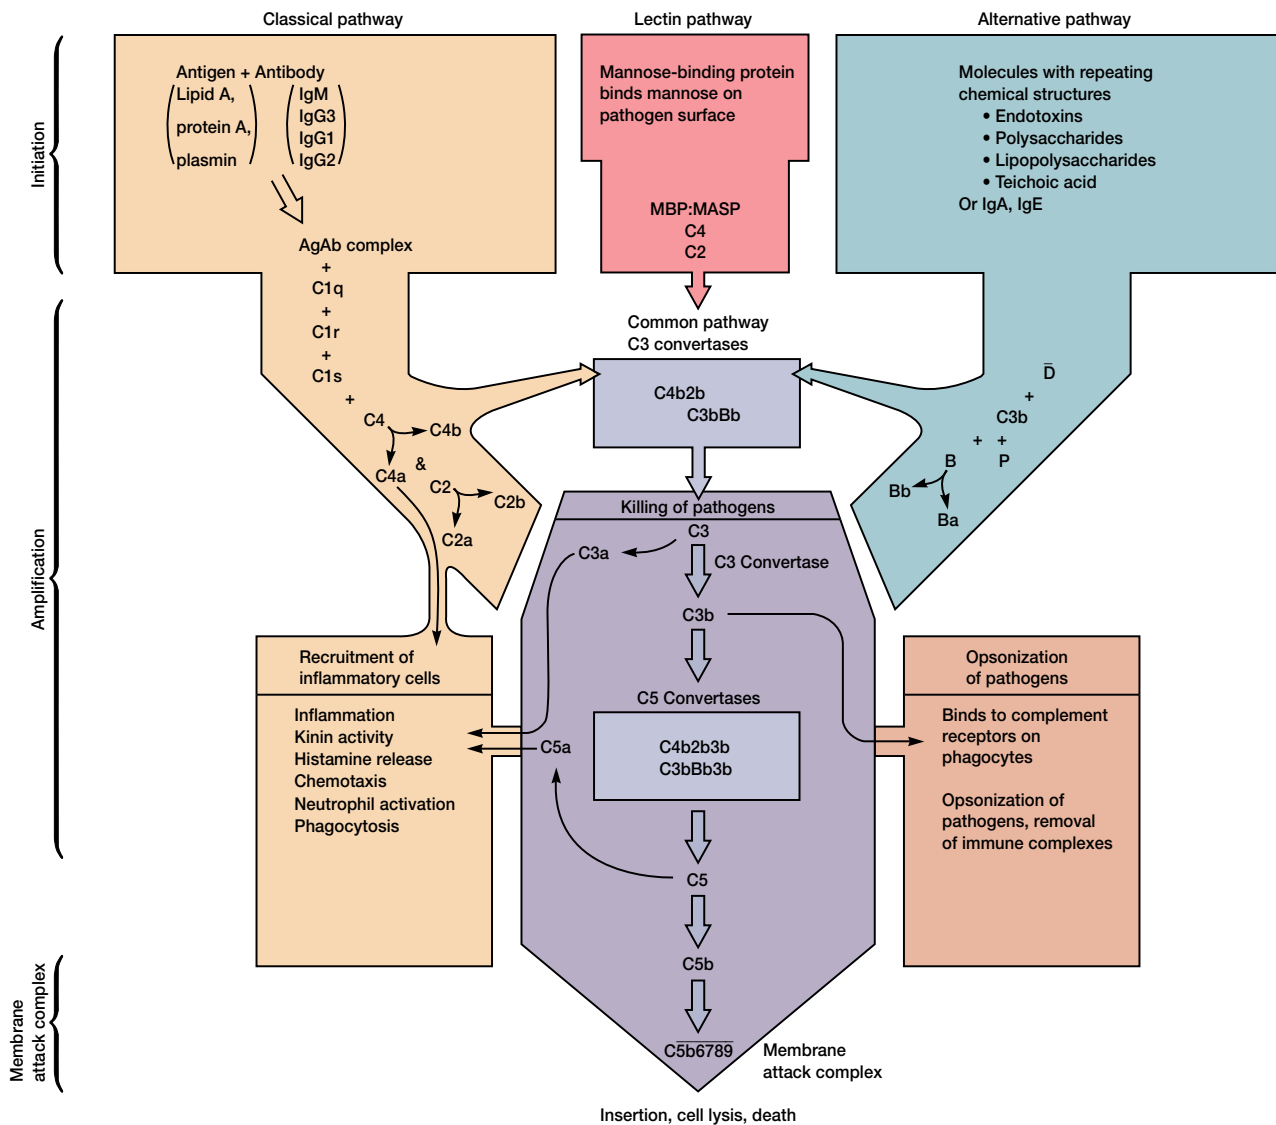 Classical pathway
Lectin pathway
Alternative pathway
Initiation
Antigen + Antibody
Lipid A,
protein A,
plasmin
IgM
IgG3
IgG1
IgG2
AgAb complex
+
C1q
+
C1r
+
C1s
+
C4
C4b
C4a
&
C2
C2b
C2a
Mannose-binding protein
binds mannose on
pathogen surface
MBP:MASP
C4
C2
Molecules with repeating
chemical structures
• Endotoxins
• Polysaccharides
• Lipopolysaccharides
• Teichoic acid
Or IgA, IgE
D̅
+
C3b
+ +
B P
Bb
Ba
Amplification
Common pathway
C3 convertases
C4b2b
C3bBb
Killing of pathogens
C3
C3a
C3 Convertase
C3b
C5 Convertases
C4b2b3b
C3bBb3b
C5a
C5
C5b
C5b6789
Membrane
attack complex
Insertion, cell lysis, death
Recruitment of
inflammatory cells
Inflammation
Kinin activity
Histamine release
Chemotaxis
Neutrophil activation
Phagocytosis
Opsonization
of pathogens
Binds to complement
receptors on
phagocytes
Opsonization of
pathogens, removal
of immune complexes
Membrane
attack complex